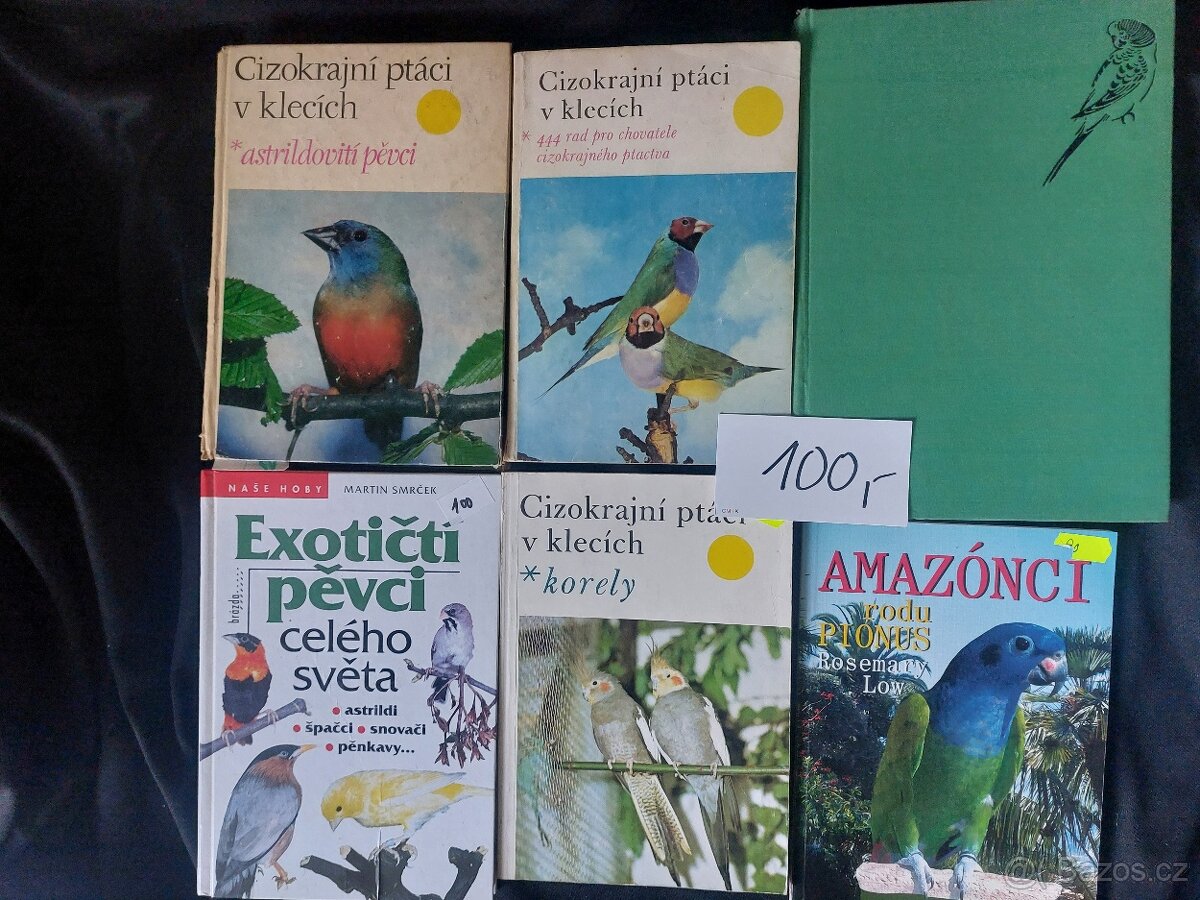 Cizokrajní ptáci
v klecích
*astrildovití pěvci
Cizokrajní ptáci
v klecích
* 444 rad pro chovatele
cizokrajného ptactva
100,-
NAŠE HOBY
MARTIN SMRČEK
100
Exotičtí
pěvci
celého
světa
brázda
• astrildi
• špačci • snovači
• pěnkavy...
Cizokrajní ptáci
v klecích
*korely
AMAZÓNCI
rodu
PIONUS
Rosemary
Low
Bazos.cz